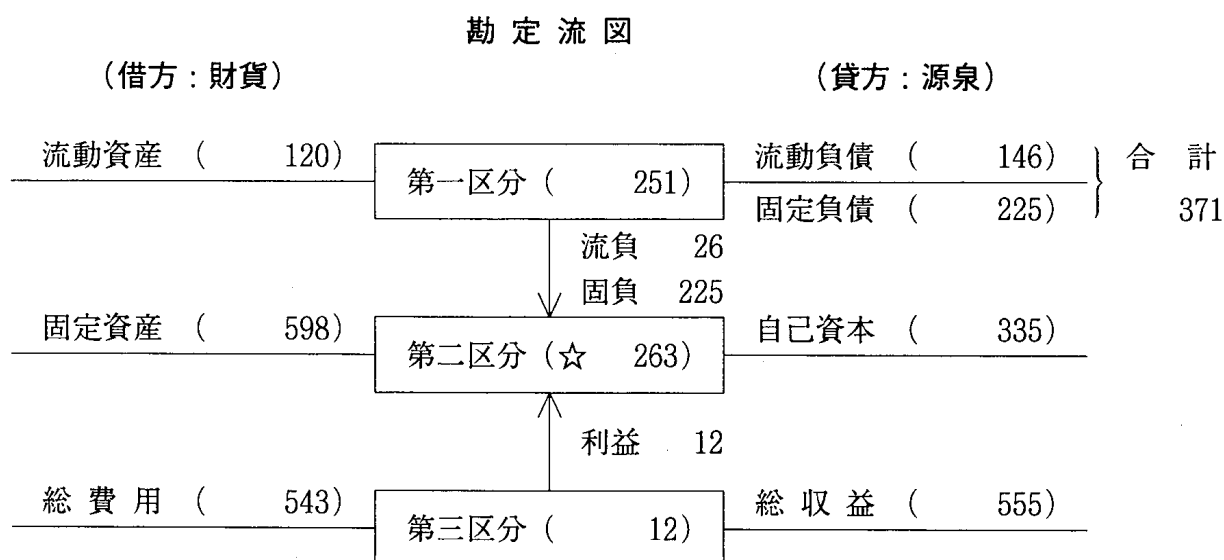 勘定流図
(借方:財貨) (貸方:源泉)
流動資産 ( 120) 第一区分 ( 251) 流動負債 ( 146) } 合計
固定負債 ( 225) 371
流負 26
固負 225
固定資産 ( 598) 第二区分 (☆ 263) 自己資本 ( 335)
利益 12
総費用 ( 543) 第三区分 ( 12) 総収益 ( 555)